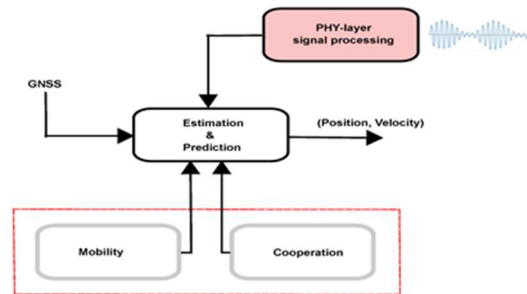 PHY-layer
signal processing
GNSS
Estimation
&
Prediction
(Position, Velocity)
Mobility
Cooperation